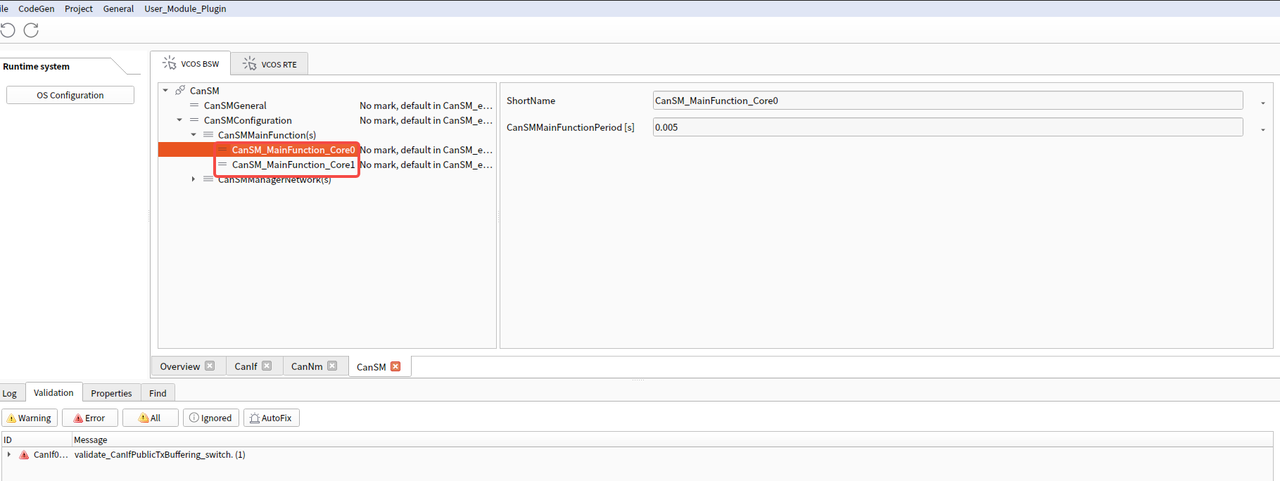 ile CodeGen Project General User_Module_Plugin
Runtime system
OS Configuration
VCOS BSW VCOS RTE
CanSM
CanSMGeneral No mark, default in CanSM_e...
CanSMConfiguration No mark, default in CanSM_e...
CanSMMainFunction(s)
CanSM_MainFunction_Core0 No mark, default in CanSM_e...
CanSM_MainFunction_Core1 No mark, default in CanSM_e...
CanSMManagerNetwork(s)
ShortName CanSM_MainFunction_Core0
CanSMMainFunctionPeriod [s] 0.005
Overview CanIf CanNm CanSM
Log Validation Properties Find
Warning Error All Ignored AutoFix
ID Message
CanIf0... validate_CanIfPublicTxBuffering_switch. (1)